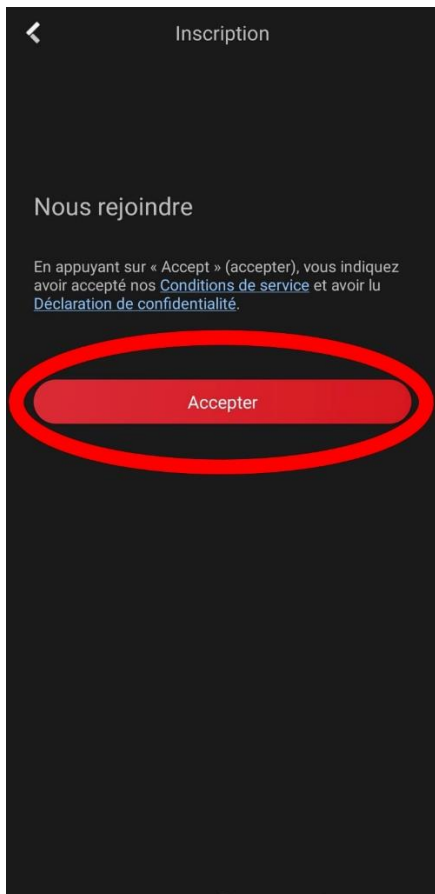 Inscription
Nous rejoindre
En appuyant sur « Accept » (accepter), vous indiquez
avoir accepté nos Conditions de service et avoir lu
Déclaration de confidentialité.
Accepter